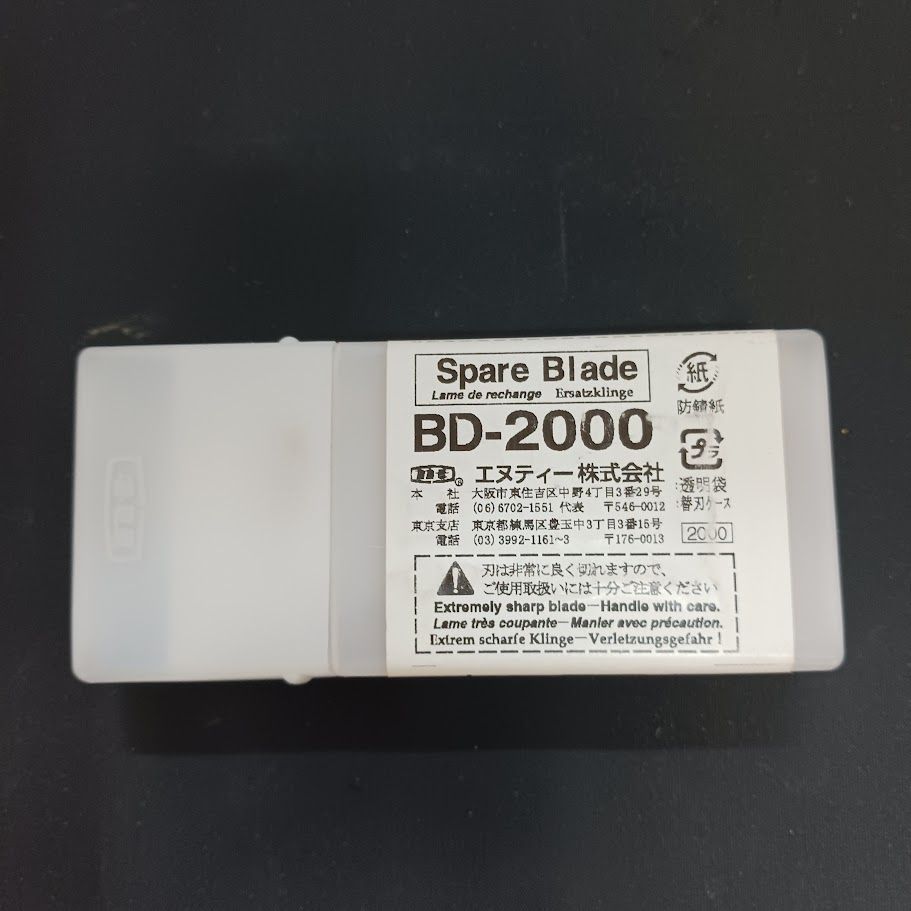 Spare Blade
Lame de rechange Ersatzklinge
BD-2000
nt® エヌティー株式会社
本社 大阪市東住吉区中野4丁目3番29号
電話 (06)6702-1551 代表 〒546-0012
東京支店 東京都練馬区豊玉中3丁目3番15号
電話 (03)3992-1161~3 〒176-0013
紙
防錆紙
プラ
:透明袋
:替刃ケース
2000
刃は非常に良く切れますので、
ご使用取扱いには十分ご注意ください
Extremely sharp blade—Handle with care.
Lame très coupante—Manier avec précaution.
Extrem scharfe Klinge—Verletzungsgefahr!
nt